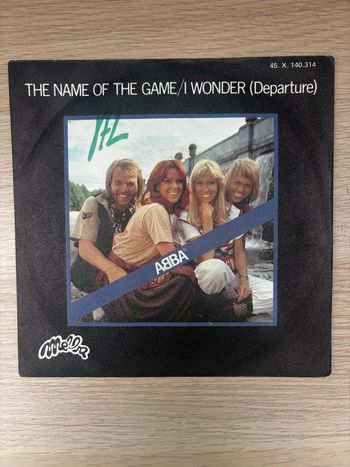 45. X. 140.314
THE NAME OF THE GAME/I WONDER (Departure)
ABBA
Melba